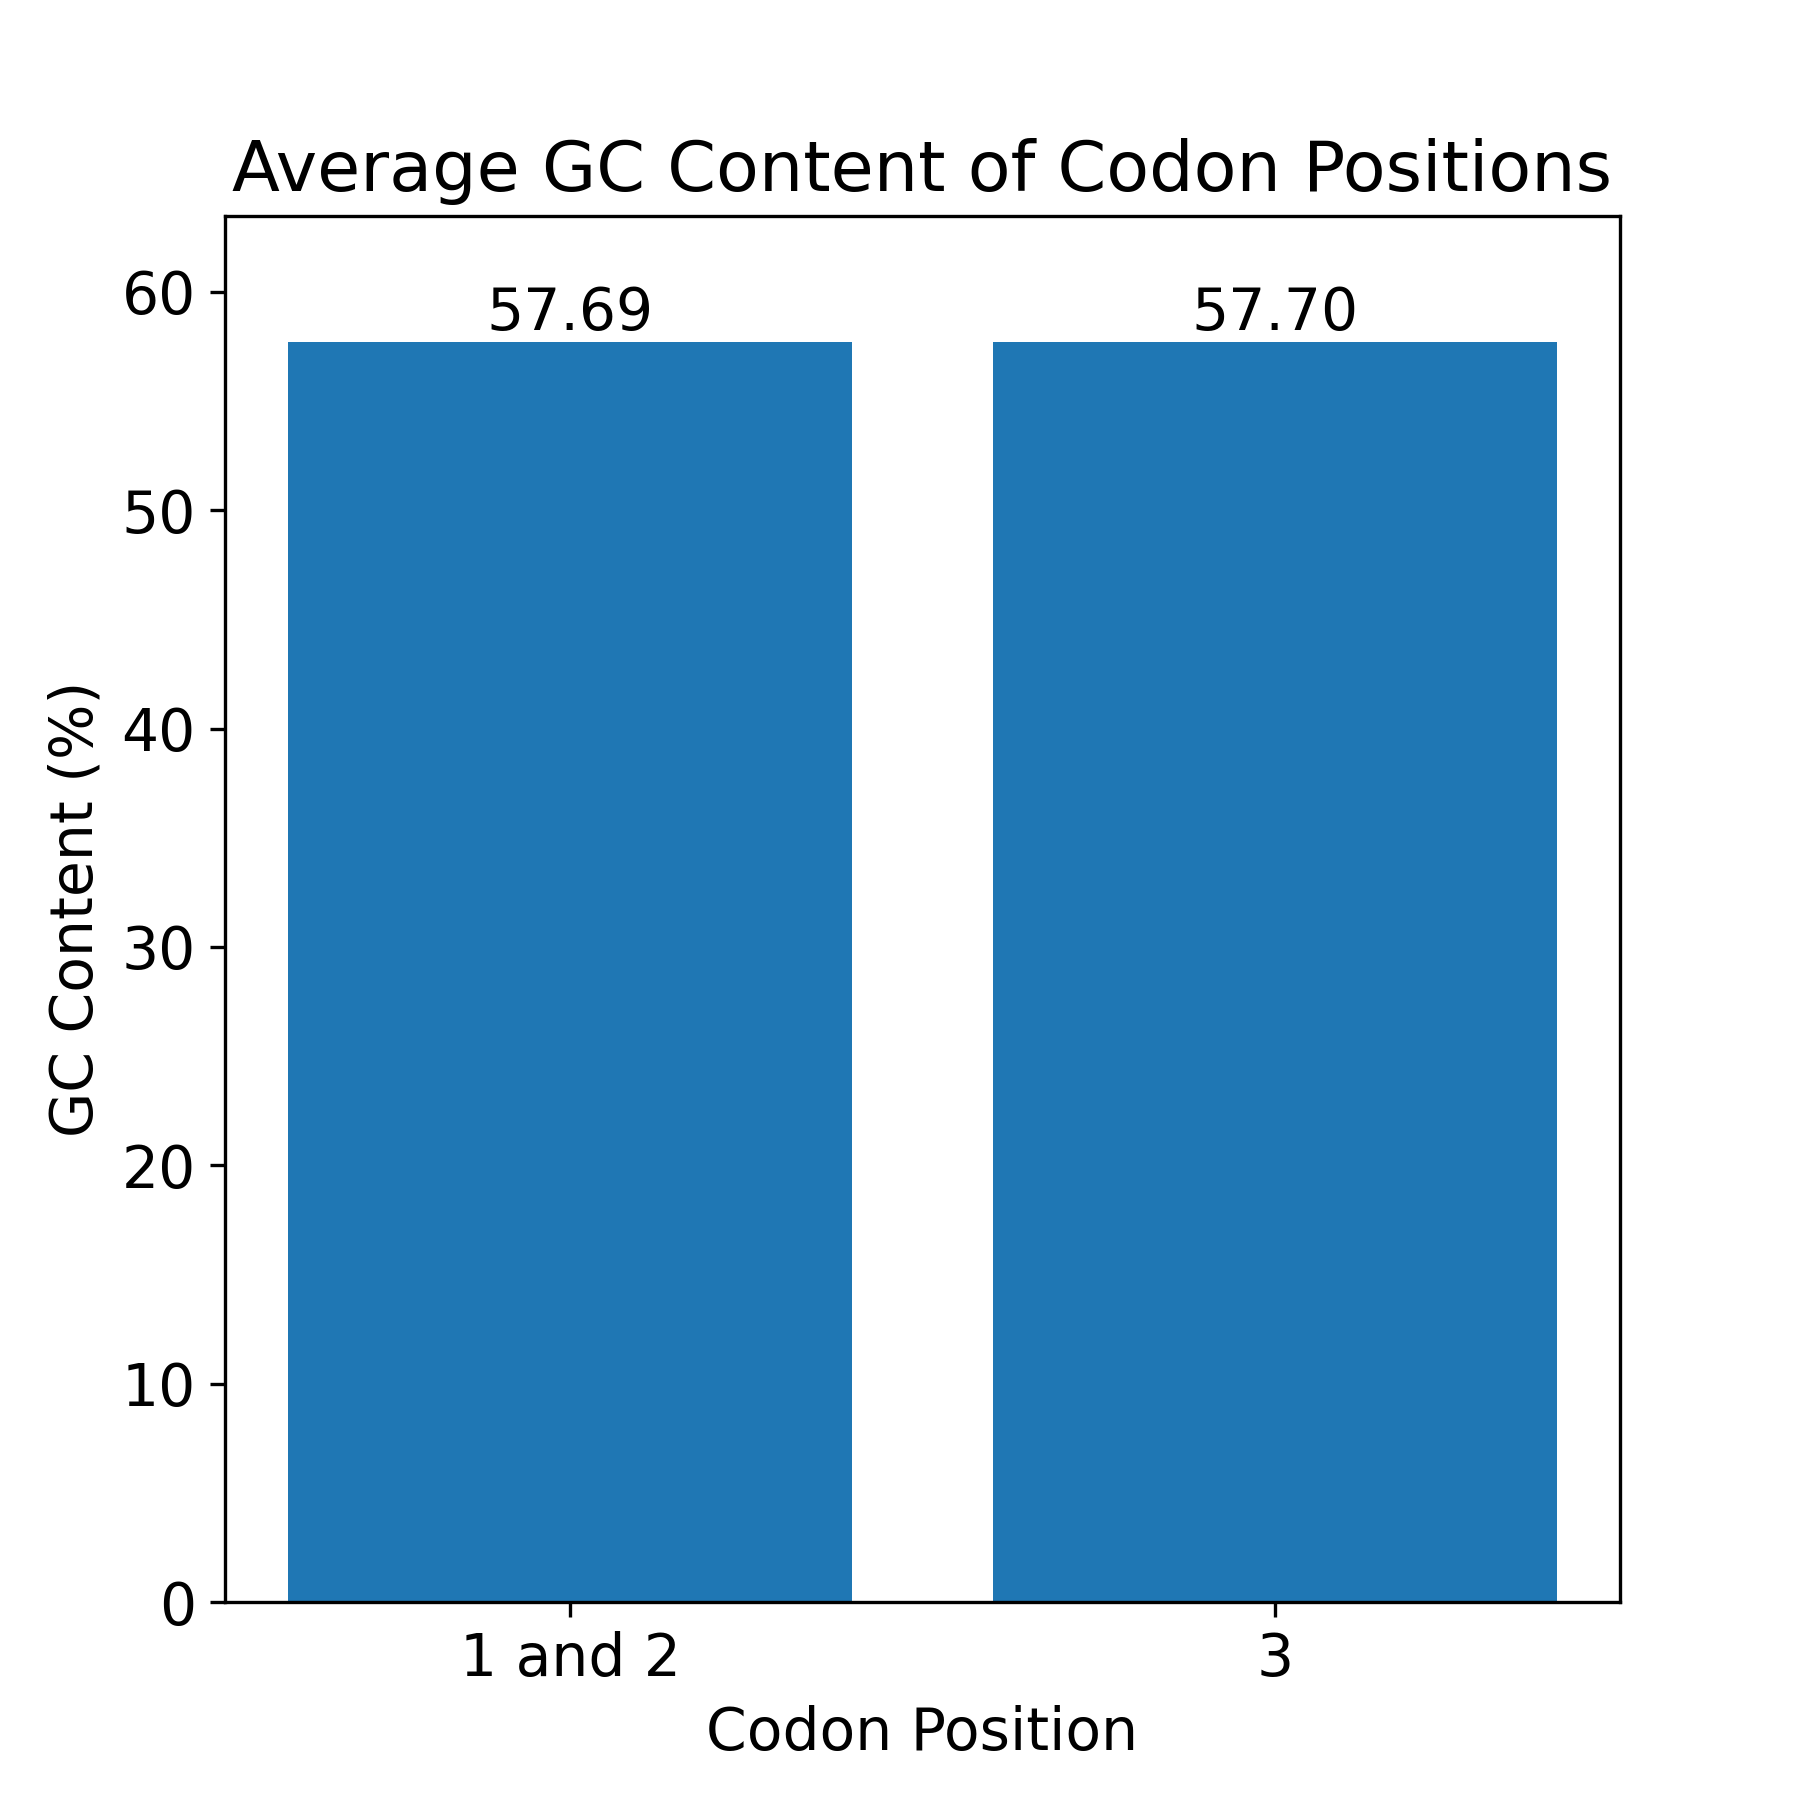 Average GC Content of Codon Positions
60
57.69
57.70
50
40
30
20
10
0
GC Content (%)
1 and 2
3
Codon Position